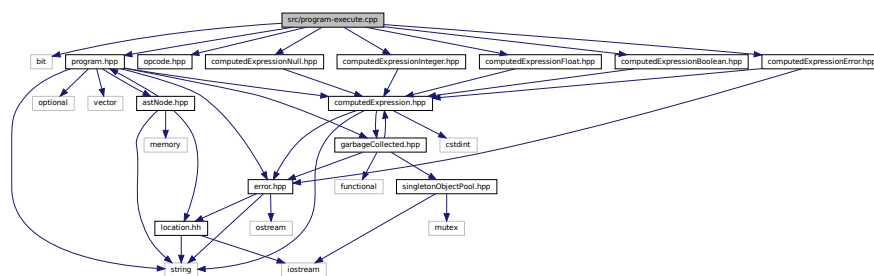 src/program-execute.cpp
bit
program.hpp
opcode.hpp
computedExpressionNull.hpp
computedExpressionInteger.hpp
computedExpressionFloat.hpp
computedExpressionBoolean.hpp
computedExpressionError.hpp
optional
vector
astNode.hpp
computedExpression.hpp
memory
garbageCollected.hpp
cstdint
error.hpp
functional
singletonObjectPool.hpp
location.hh
ostream
mutex
string
iostream